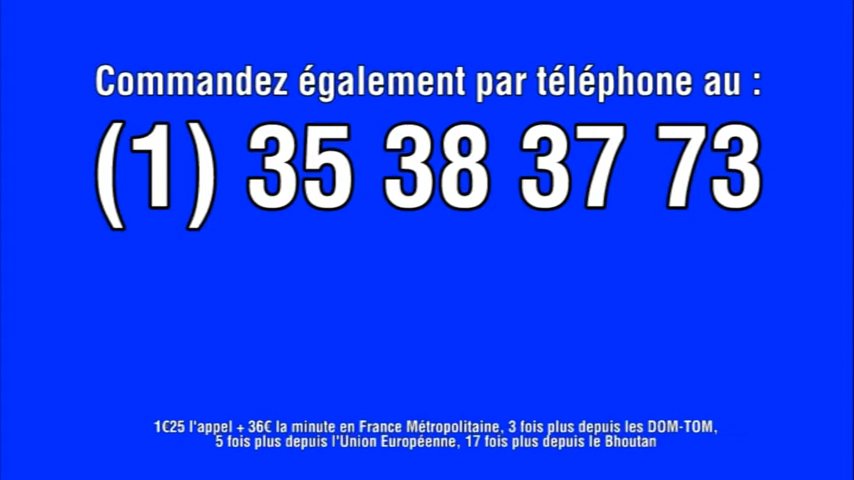 Commandez également par téléphone au :
(1) 35 38 37 73
1€25 l'appel + 36€ la minute en France Métropolitaine, 3 fois plus depuis les DOM-TOM,
5 fois plus depuis l'Union Européenne, 17 fois plus depuis le Bhoutan